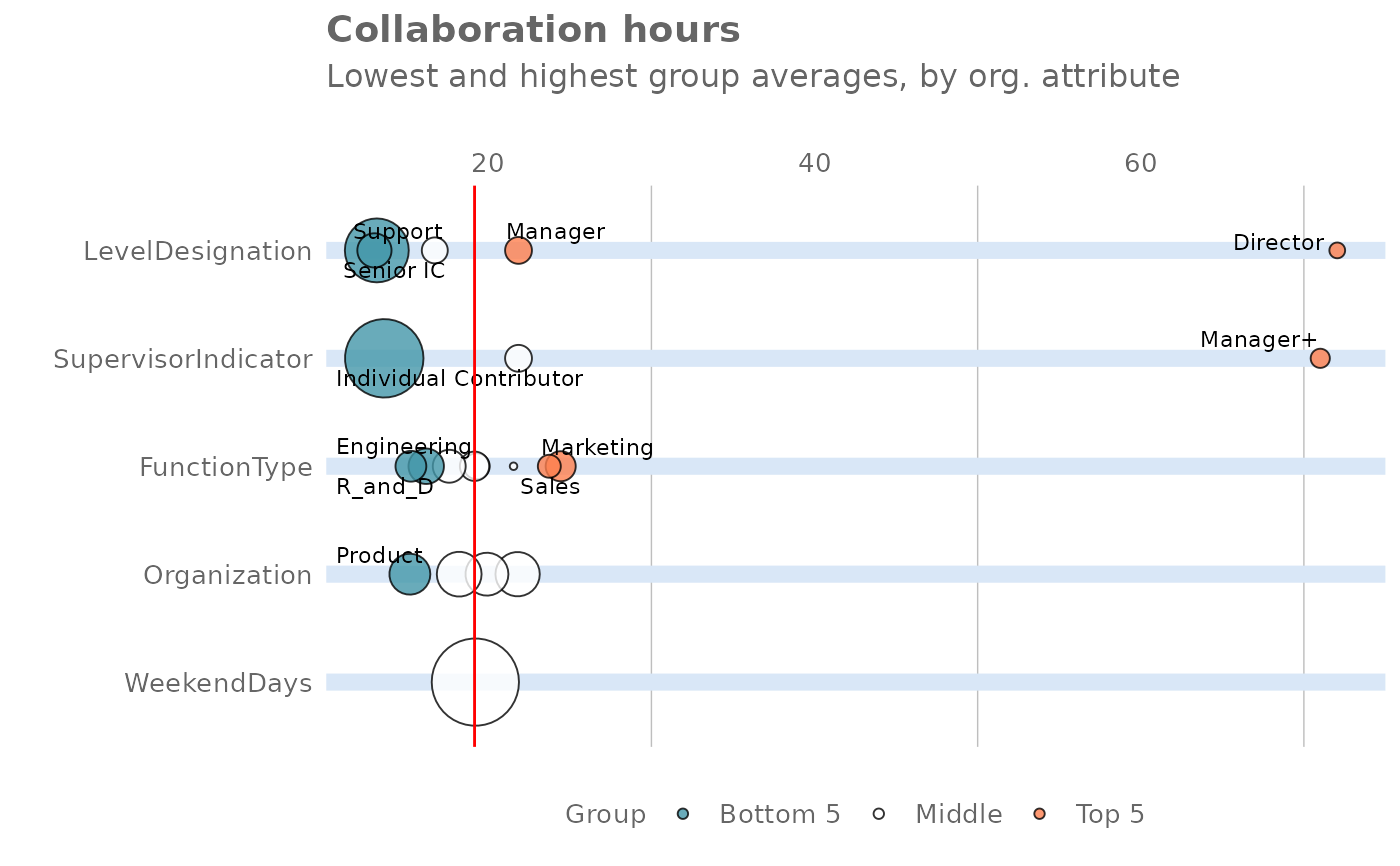 Collaboration hours
Lowest and highest group averages, by org. attribute
20 40 60
LevelDesignation
Support
Senior IC
Manager
Director
SupervisorIndicator
Individual Contributor
Manager+
FunctionType
Engineering
R_and_D
Marketing
Sales
Organization
Product
WeekendDays
Group Bottom 5 Middle Top 5